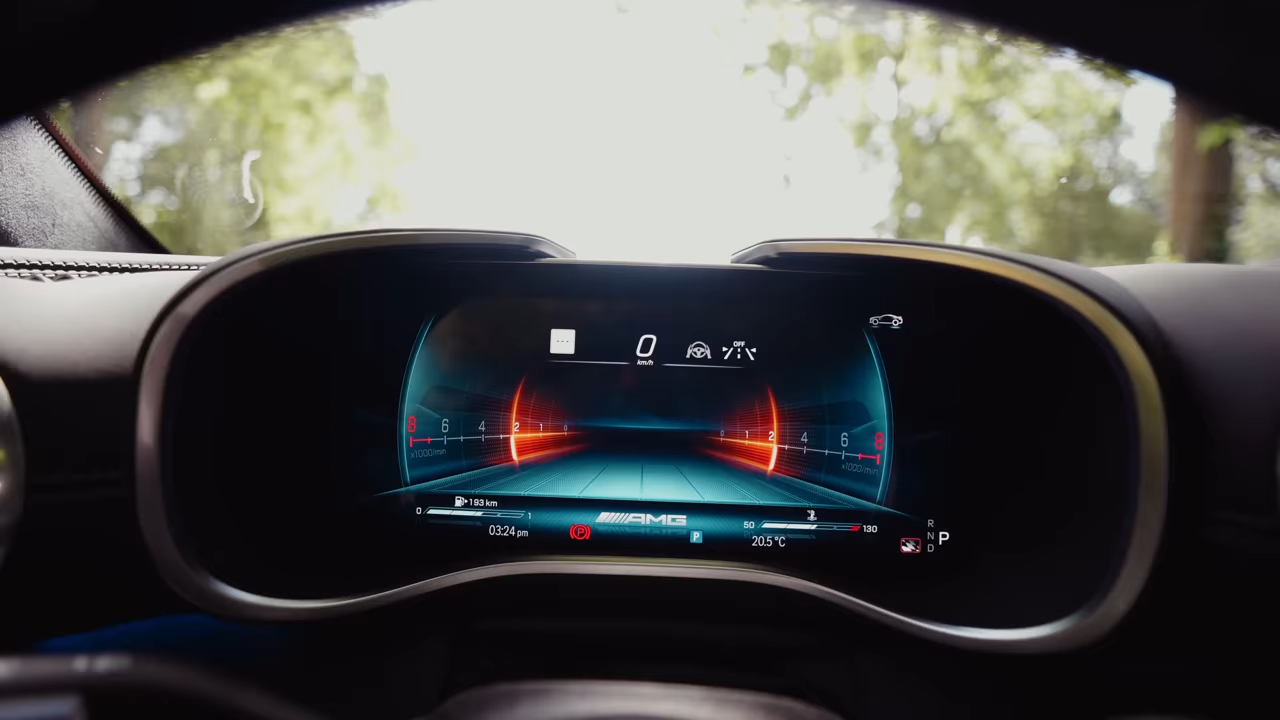 ---
0
km/h
OFF
8 6 4 2 1 0
x1000/min
0 1 2 4 6 8
x1000/min
193 km
0 1
AMG
50 130
03:24 pm
P
P
20.5 °C
R
N
D
P